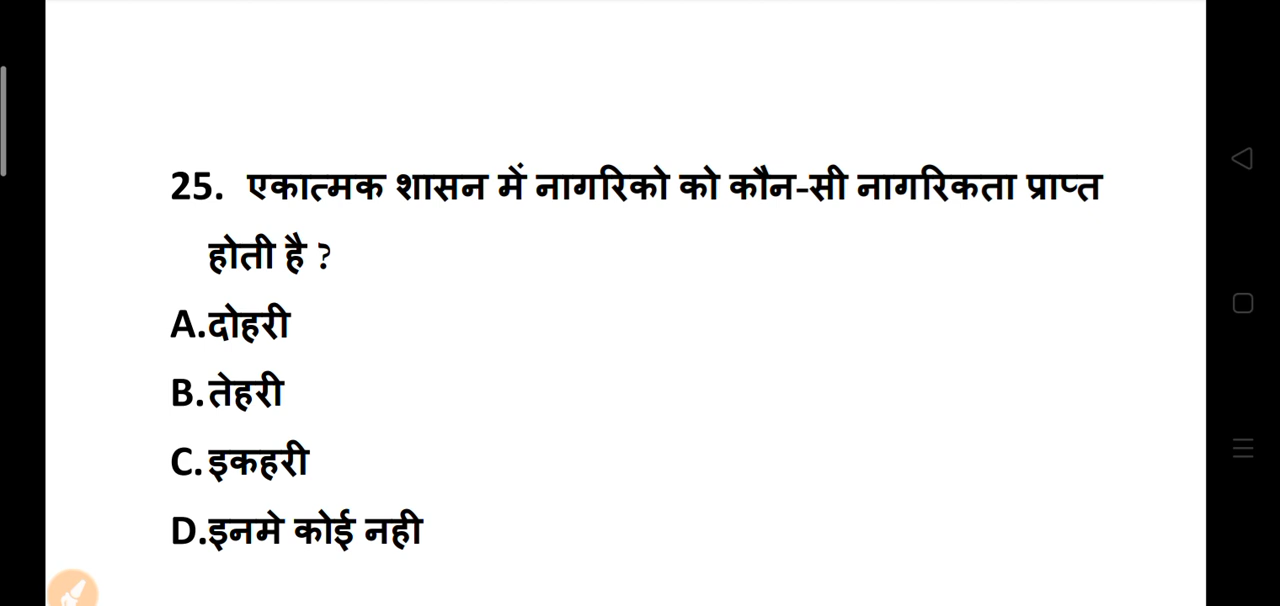 25. एकात्मक शासन में नागरिको को कौन-सी नागरिकता प्राप्त
होती है ?
A.दोहरी
B.तेहरी
C.इकहरी
D.इनमे कोई नही